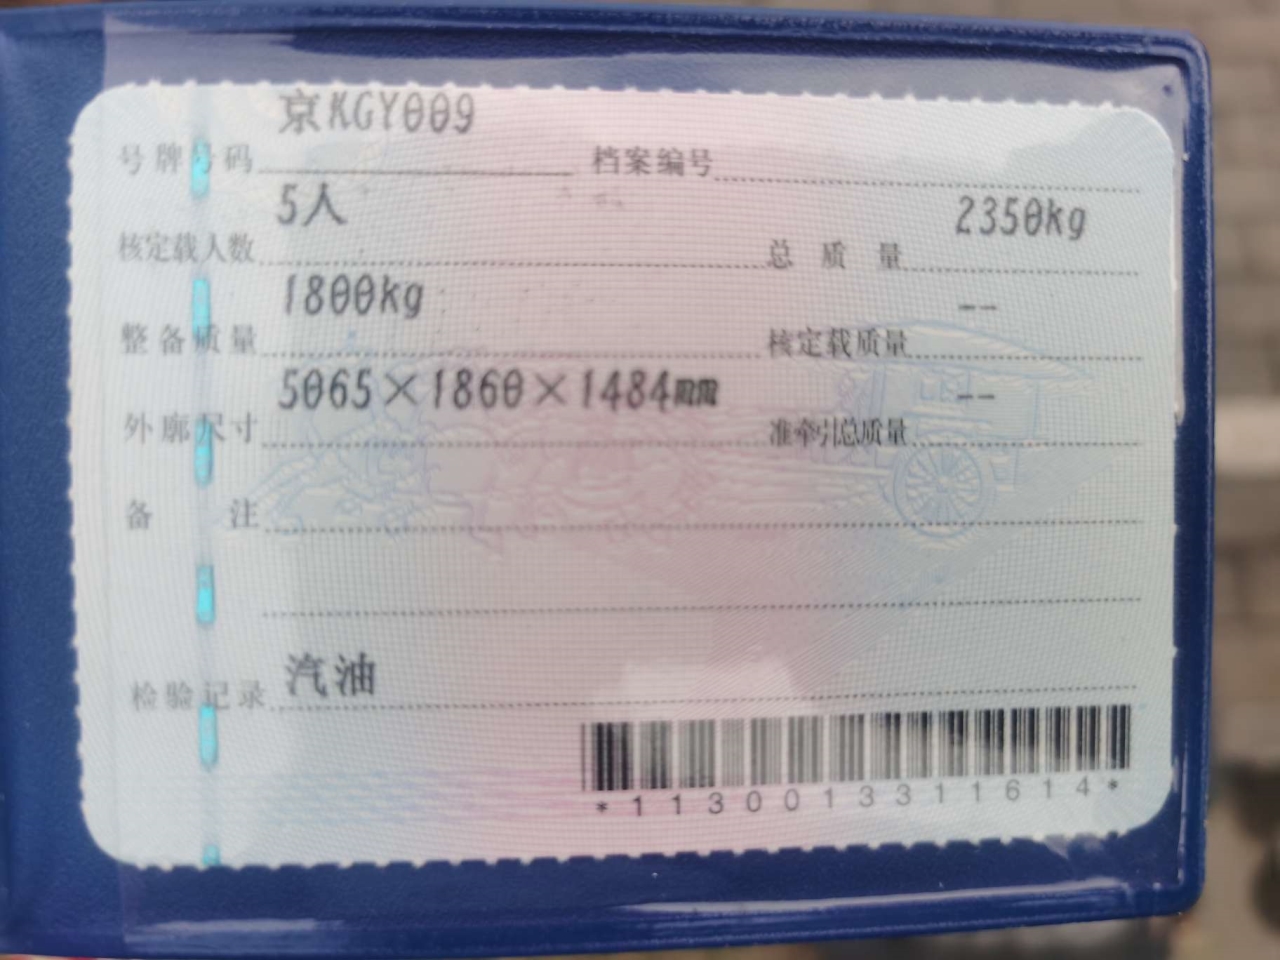 号牌号码 京KGY009 档案编号
核定载人数 5人 总质量 2350kg
整备质量 1800kg 核定载质量 --
外廓尺寸 5065×1860×1484mm 准牵引总质量 --
备注
检验记录 汽油
*1130013311614*